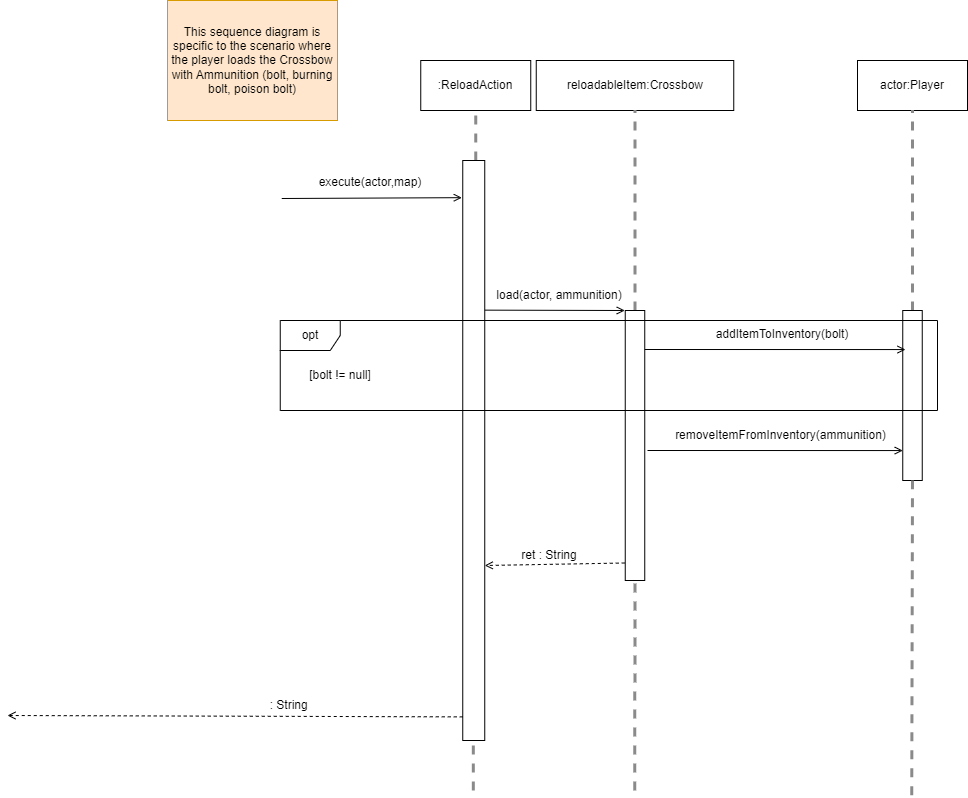 This sequence diagram is
specific to the scenario where
the player loads the Crossbow
with Ammunition (bolt, burning
bolt, poison bolt)
:ReloadAction
reloadableItem:Crossbow
actor:Player
execute(actor,map)
load(actor, ammunition)
opt
addItemToInventory(bolt)
[bolt != null]
removeItemFromInventory(ammunition)
ret : String
: String